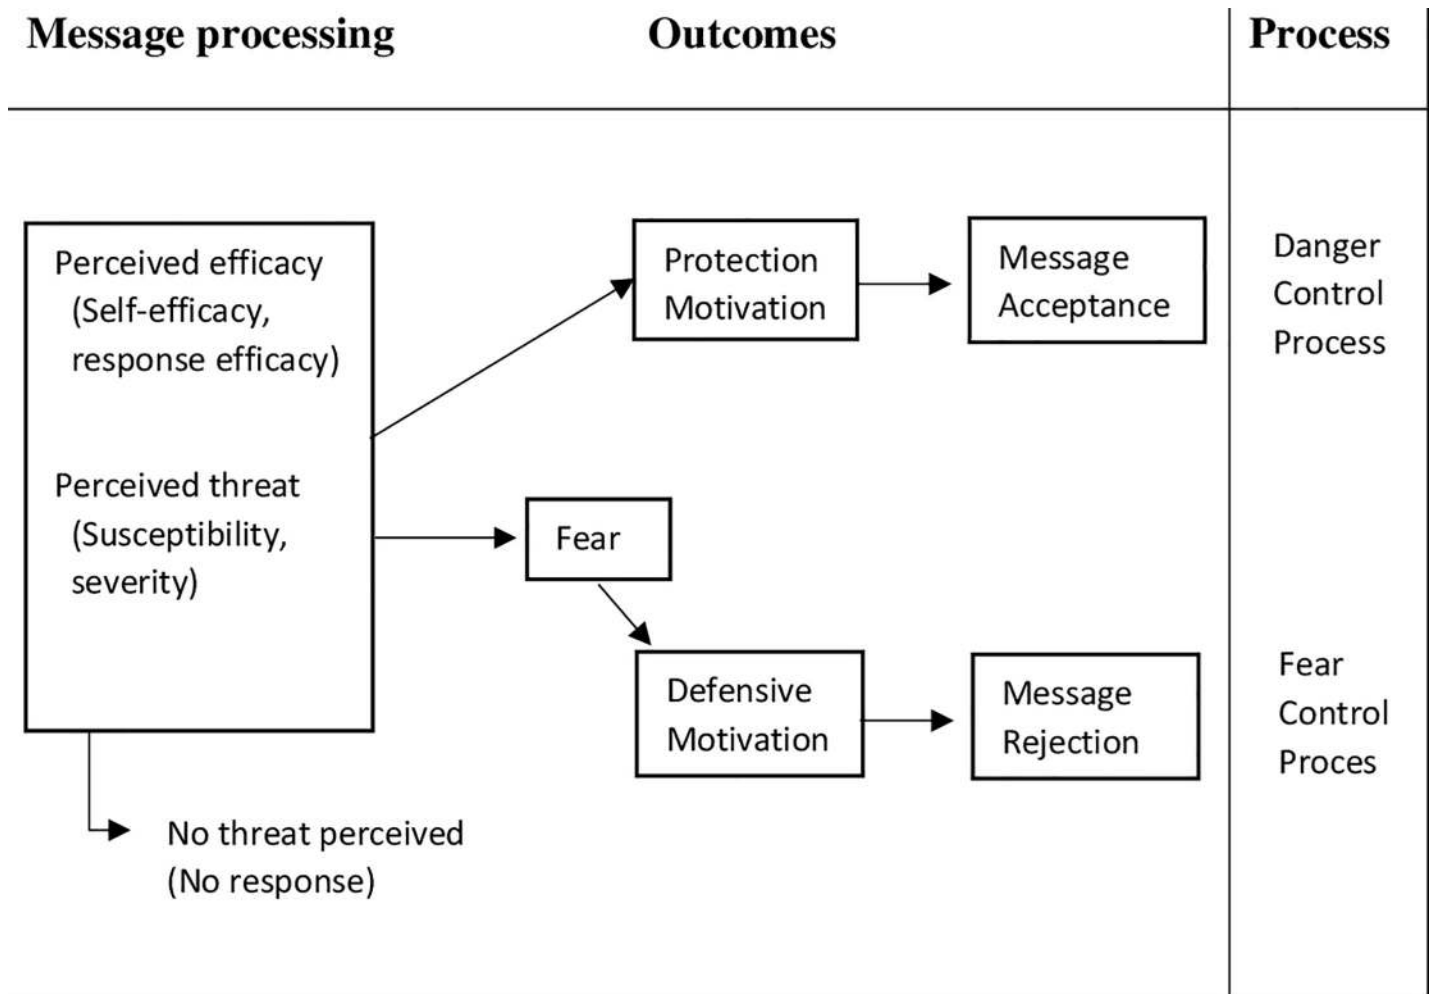 Message processing
Outcomes
Process
Perceived efficacy
(Self-efficacy,
response efficacy)
Perceived threat
(Susceptibility,
severity)
No threat perceived
(No response)
Protection
Motivation
Message
Acceptance
Danger
Control
Process
Fear
Defensive
Motivation
Message
Rejection
Fear
Control
Proces